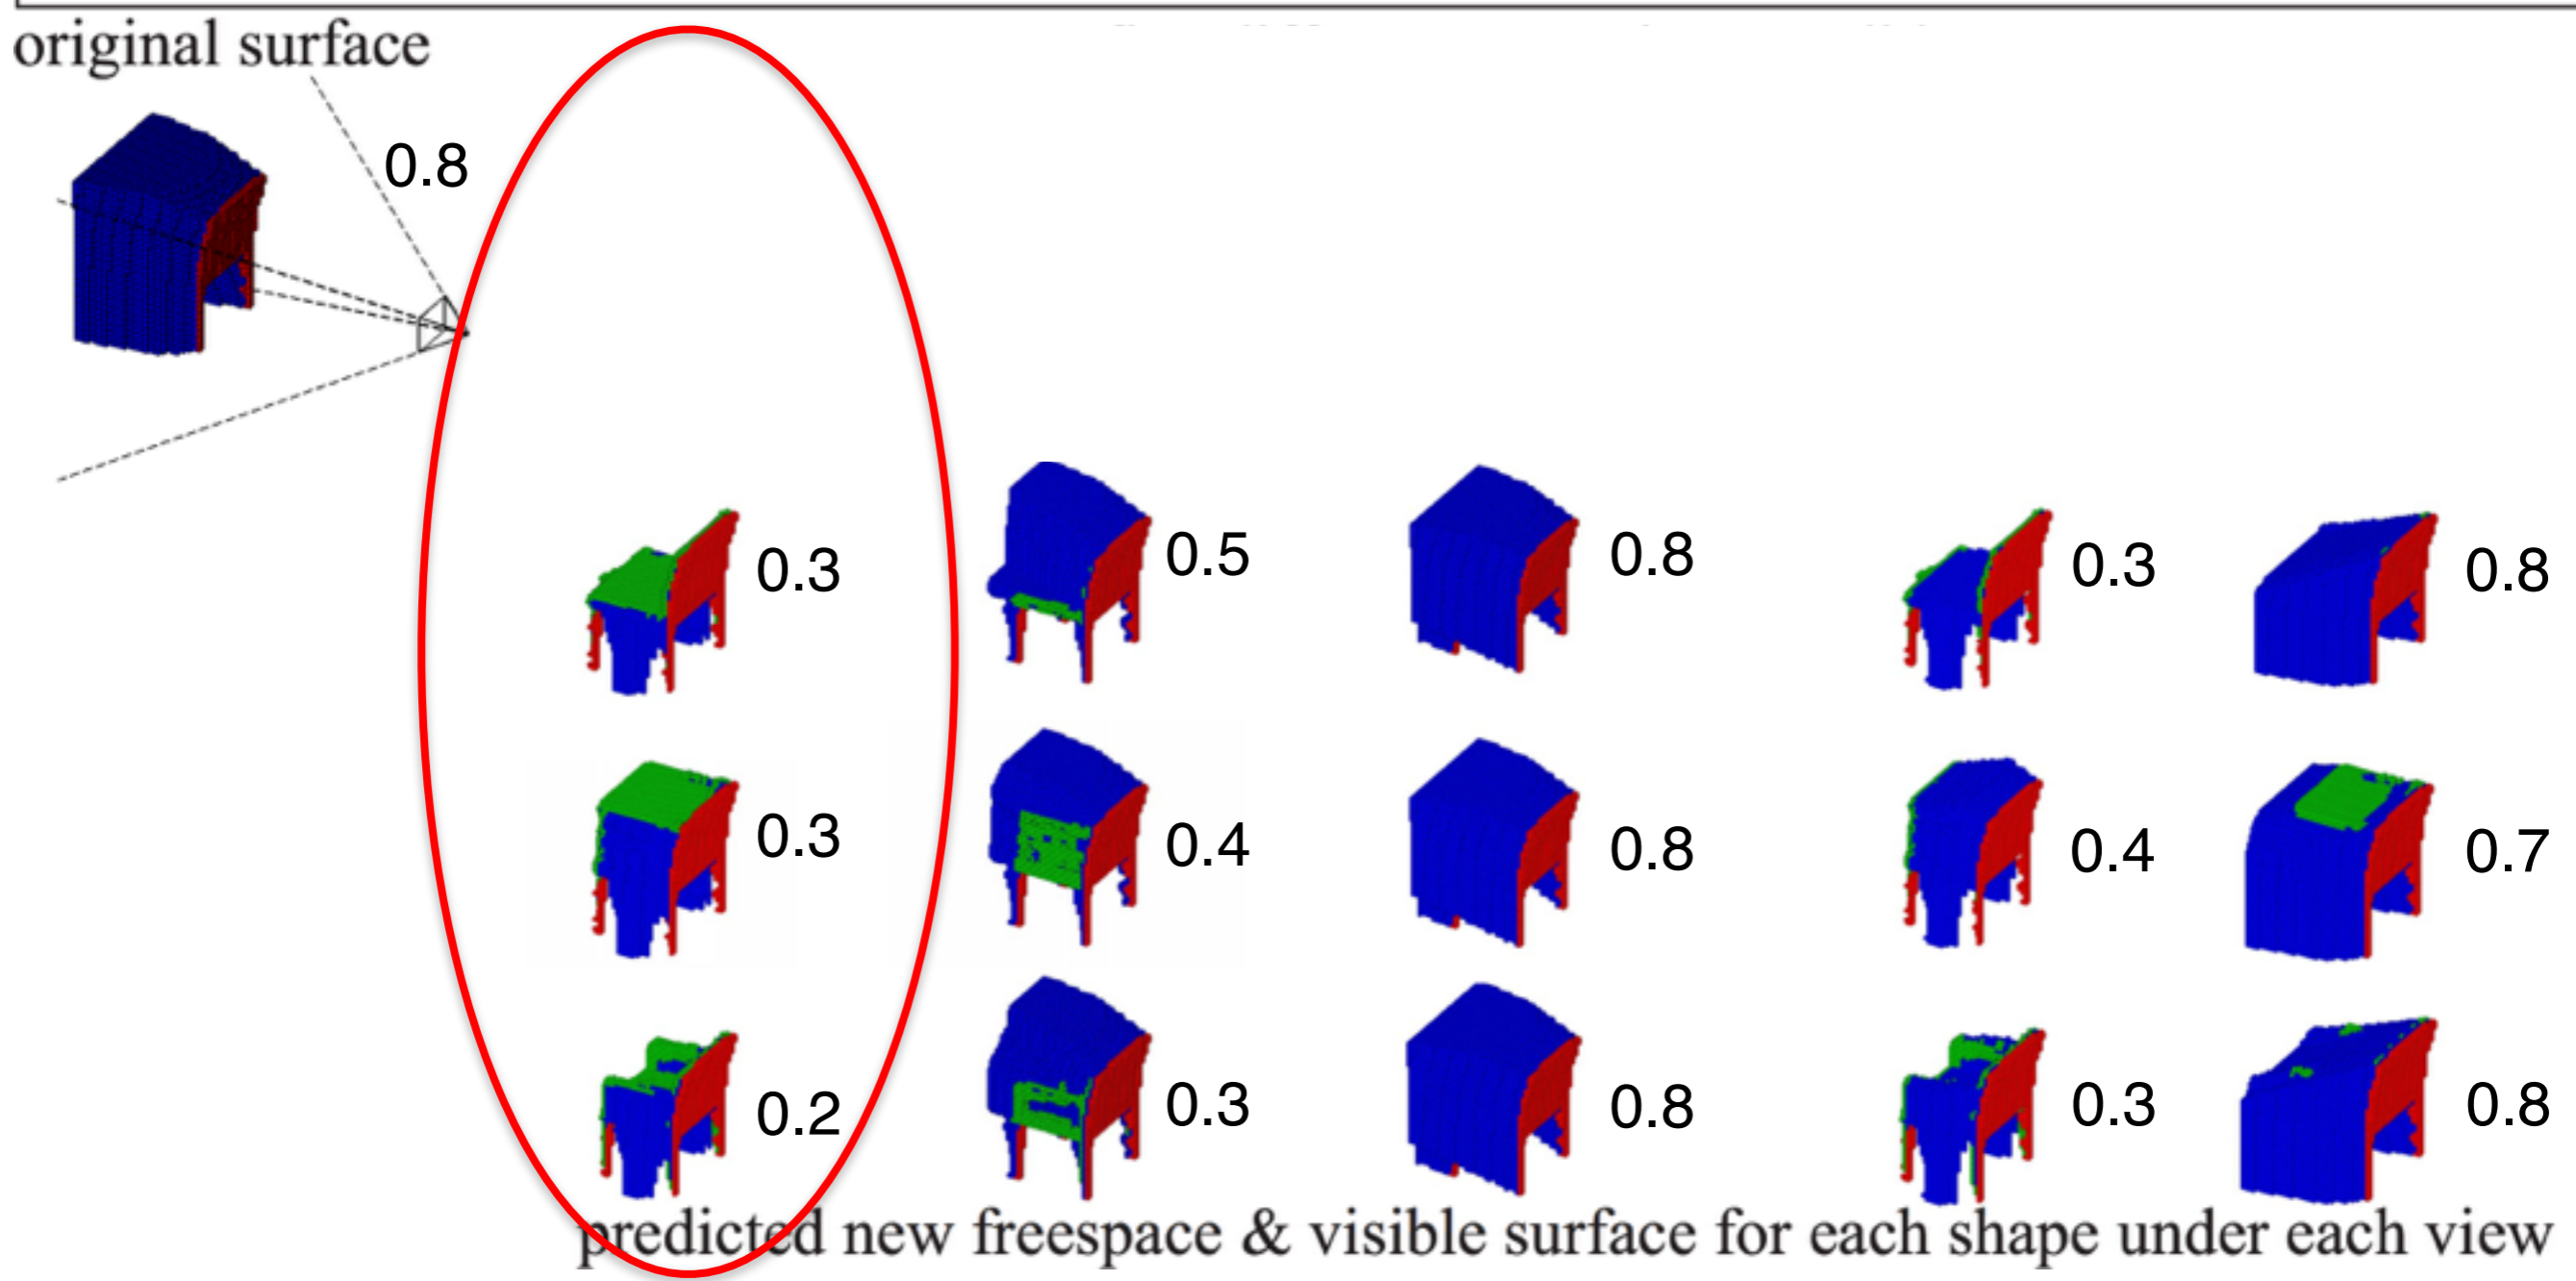 original surface
0.8
0.3 0.5 0.8 0.3 0.8
0.3 0.4 0.8 0.4 0.7
0.2 0.3 0.8 0.3 0.8
predicted new freespace & visible surface for each shape under each view